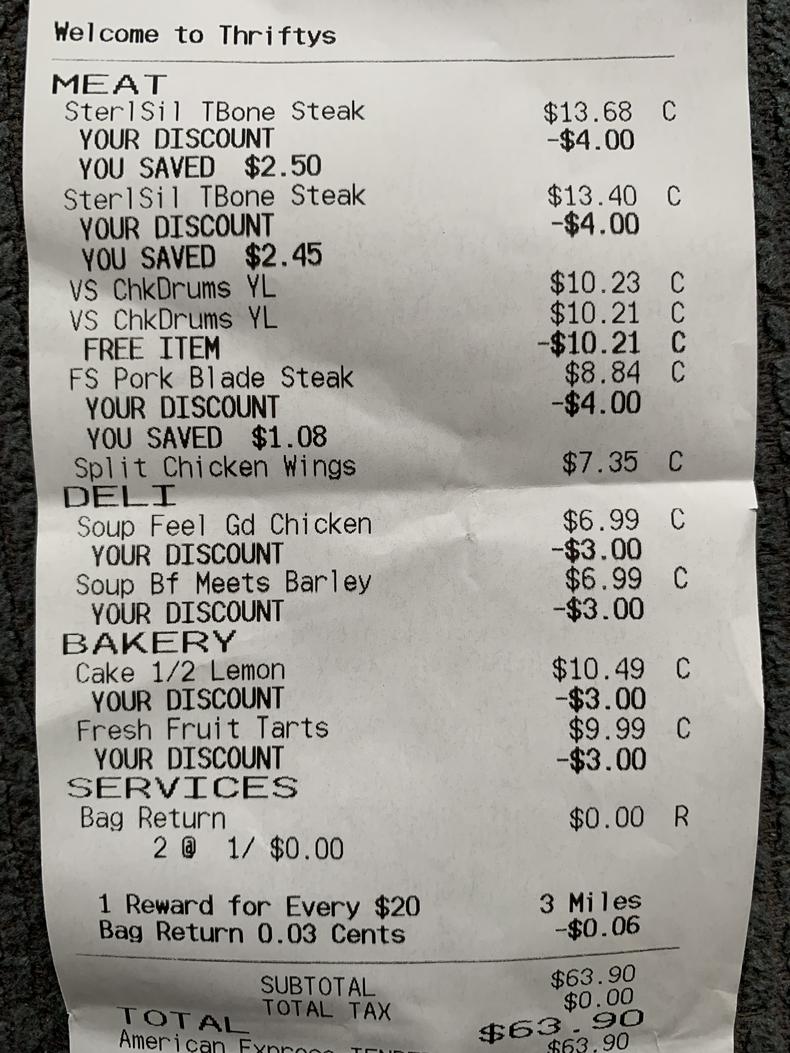 Welcome to Thriftys
MEAT
SterlSil TBone Steak $13.68 C
YOUR DISCOUNT -$4.00
YOU SAVED $2.50
SterlSil TBone Steak $13.40 C
YOUR DISCOUNT -$4.00
YOU SAVED $2.45
VS ChkDrums YL $10.23 C
VS ChkDrums YL $10.21 C
FREE ITEM -$10.21 C
FS Pork Blade Steak $8.84 C
YOUR DISCOUNT -$4.00
YOU SAVED $1.08
Split Chicken Wings $7.35 C
DELI
Soup Feel Gd Chicken $6.99 C
YOUR DISCOUNT -$3.00
Soup Bf Meets Barley $6.99 C
YOUR DISCOUNT -$3.00
BAKERY
Cake 1/2 Lemon $10.49 C
YOUR DISCOUNT -$3.00
Fresh Fruit Tarts $9.99 C
YOUR DISCOUNT -$3.00
SERVICES
Bag Return $0.00 R
2 @ 1/ $0.00
1 Reward for Every $20 3 Miles
Bag Return 0.03 Cents -$0.06
SUBTOTAL $63.90
TOTAL TAX $0.00
TOTAL $63.90
American Express $63.90